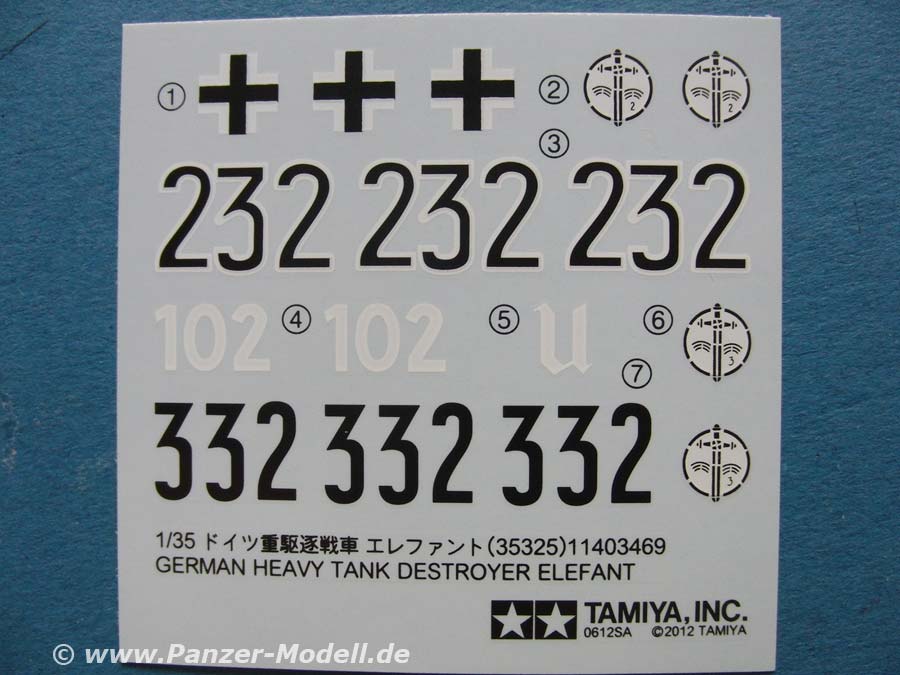 ① ② 2 2
③
232 232 232
102 ④ 102 ⑤ u ⑥ 3
⑦
332 332 332 3
1/35 ドイツ重駆逐戦車 エレファント(35325)11403469
GERMAN HEAVY TANK DESTROYER ELEFANT
TAMIYA, INC.
0612SA ©2012 TAMIYA
© www.Panzer-Modell.de